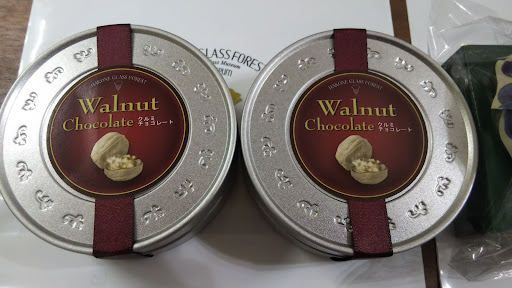 GLASS FOREST
HAKONE GLASS FOREST
Walnut
Chocolate クルミ
チョコレート
HAKONE GLASS FOREST
Walnut
Chocolate クルミ
チョコレート